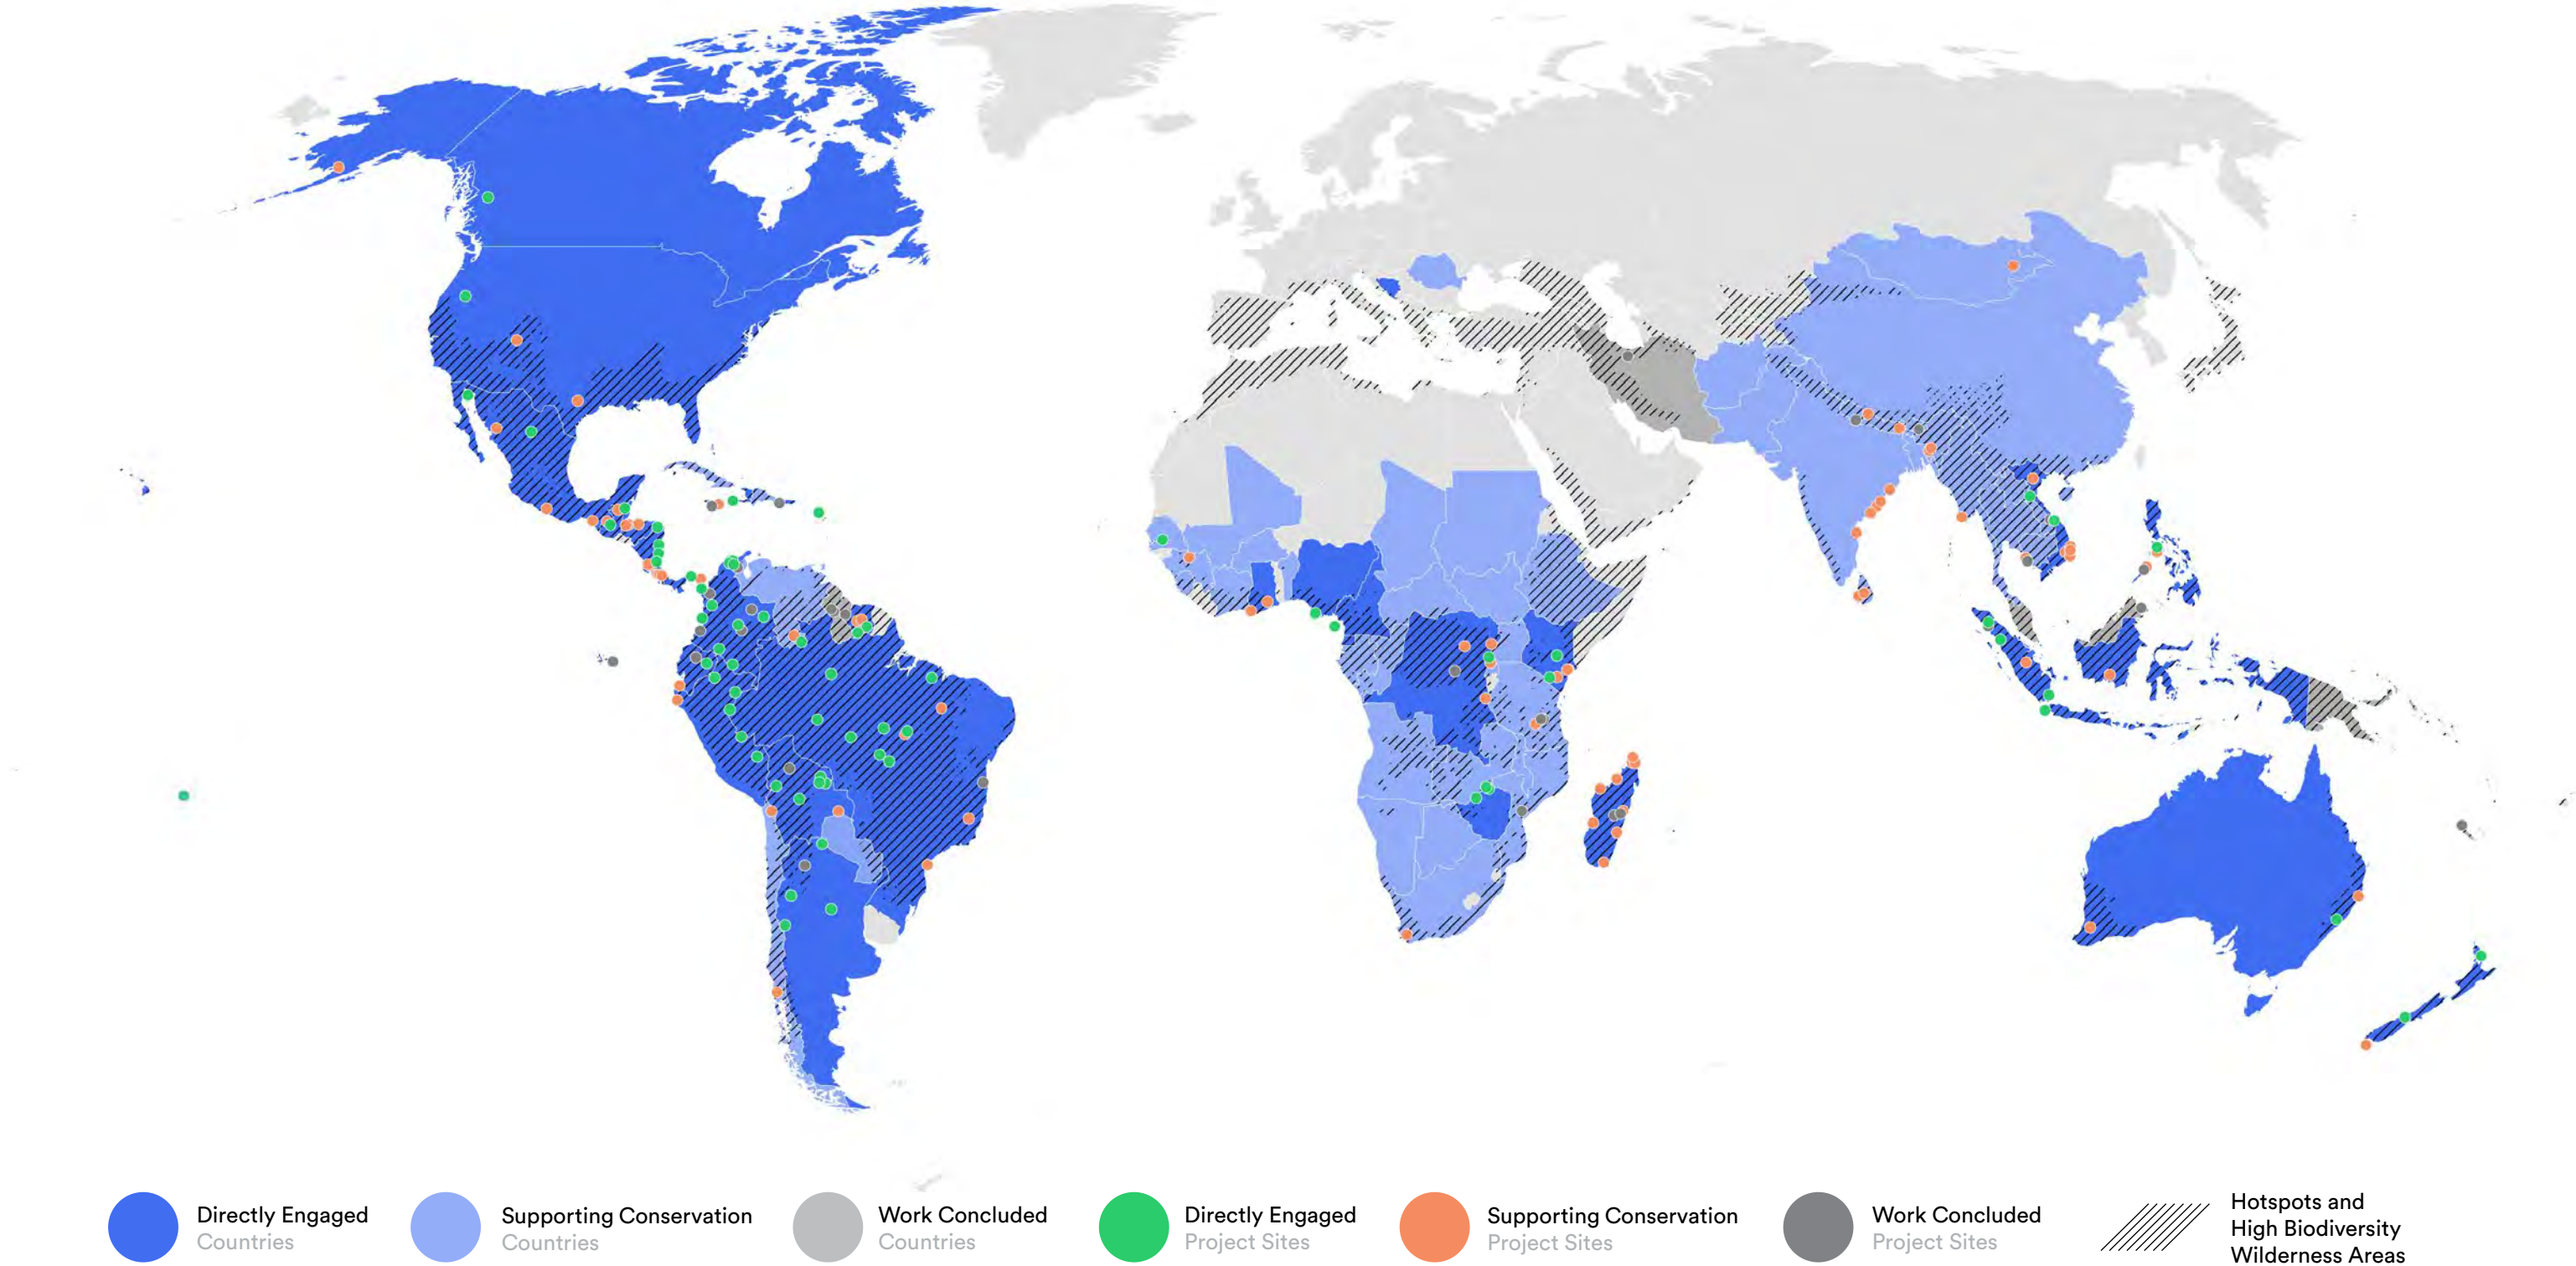 Directly Engaged
Countries
Supporting Conservation
Countries
Work Concluded
Countries
Directly Engaged
Project Sites
Supporting Conservation
Project Sites
Work Concluded
Project Sites
Hotspots and
High Biodiversity
Wilderness Areas